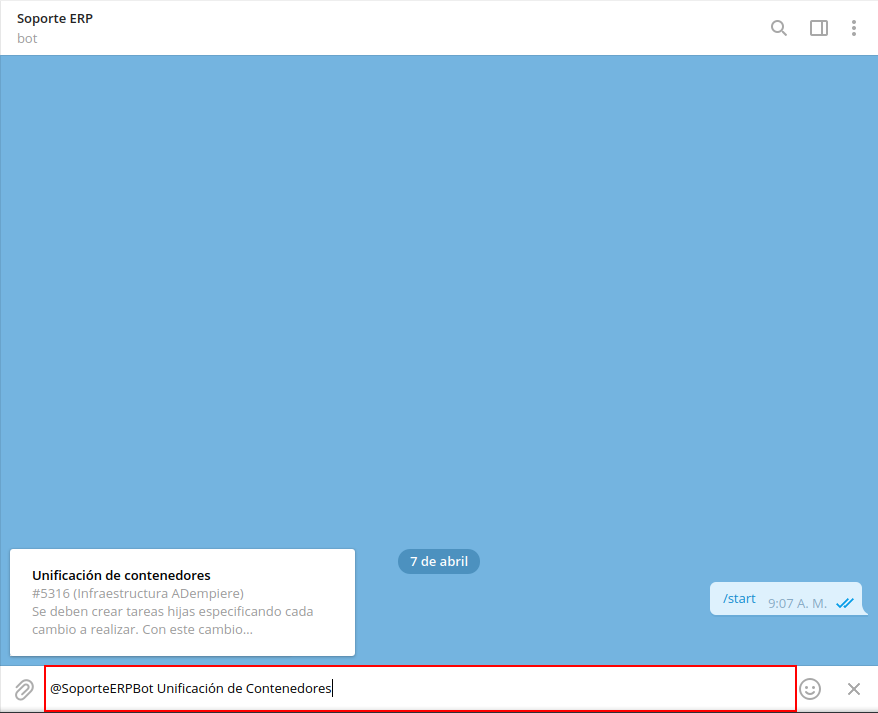 Soporte ERP
bot
7 de abril
/start 9:07 A. M.
Unificación de contenedores
#5316 (Infraestructura ADempiere)
Se deben crear tareas hijas especificando cada
cambio a realizar. Con este cambio...
@SoporteERPBot Unificación de Contenedores